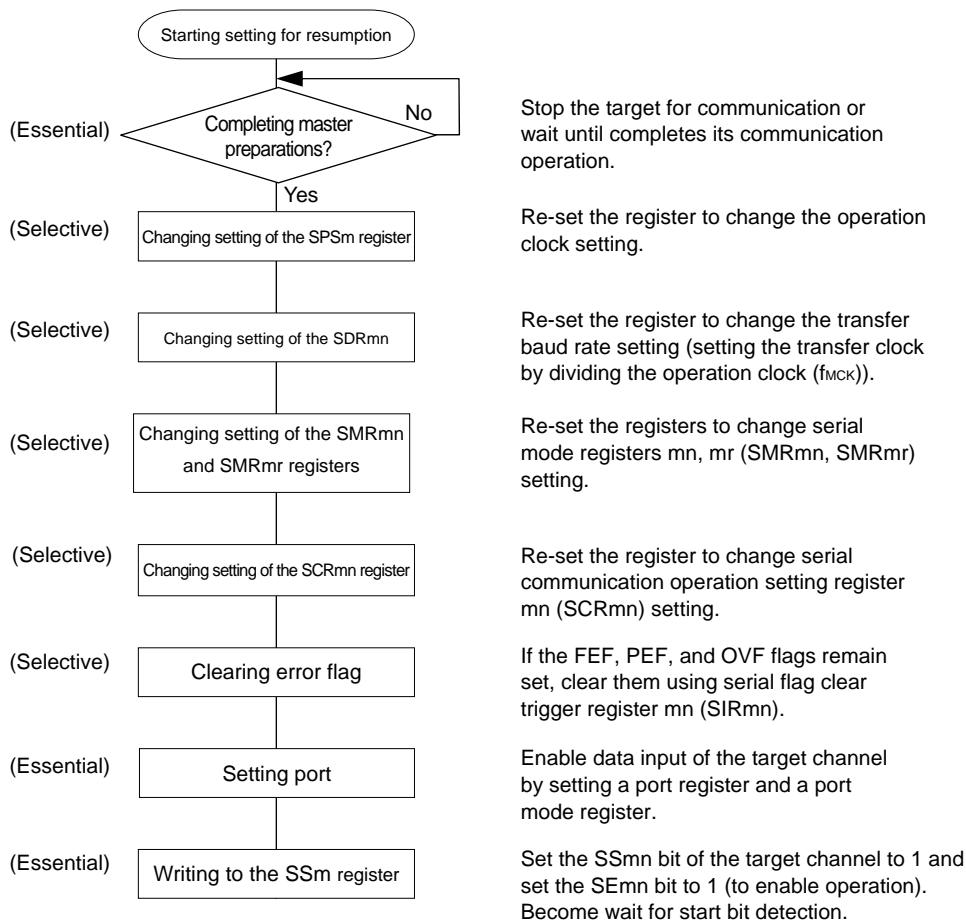 Starting setting for resumption
(Essential)
Completing master
preparations?
No
Yes
Stop the target for communication or
wait until completes its communication
operation.
(Selective)
Changing setting of the SPSm register
Re-set the register to change the operation
clock setting.
(Selective)
Changing setting of the SDRmn
Re-set the register to change the transfer
baud rate setting (setting the transfer clock
by dividing the operation clock (fMCK)).
(Selective)
Changing setting of the SMRmn
and SMRmr registers
Re-set the registers to change serial
mode registers mn, mr (SMRmn, SMRmr)
setting.
(Selective)
Changing setting of the SCRmn register
Re-set the register to change serial
communication operation setting register
mn (SCRmn) setting.
(Selective)
Clearing error flag
If the FEF, PEF, and OVF flags remain
set, clear them using serial flag clear
trigger register mn (SIRmn).
(Essential)
Setting port
Enable data input of the target channel
by setting a port register and a port
mode register.
(Essential)
Writing to the SSm register
Set the SSmn bit of the target channel to 1 and
set the SEmn bit to 1 (to enable operation).
Become wait for start bit detection.